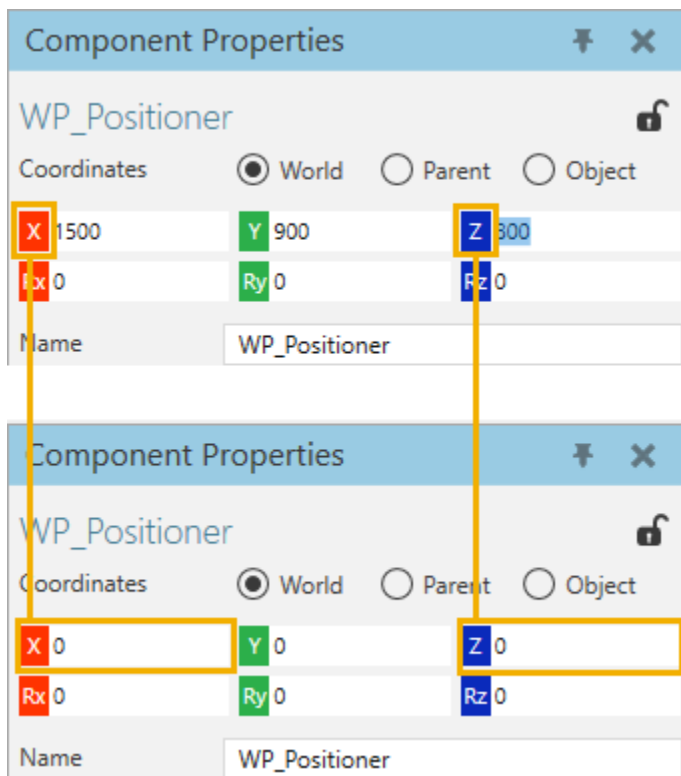 Component Properties
WP_Positioner
Coordinates World Parent Object
X 1500 Y 900 Z 800
Rx 0 Ry 0 Rz 0
Name WP_Positioner
Component Properties
WP_Positioner
Coordinates World Parent Object
X 0 Y 0 Z 0
Rx 0 Ry 0 Rz 0
Name WP_Positioner